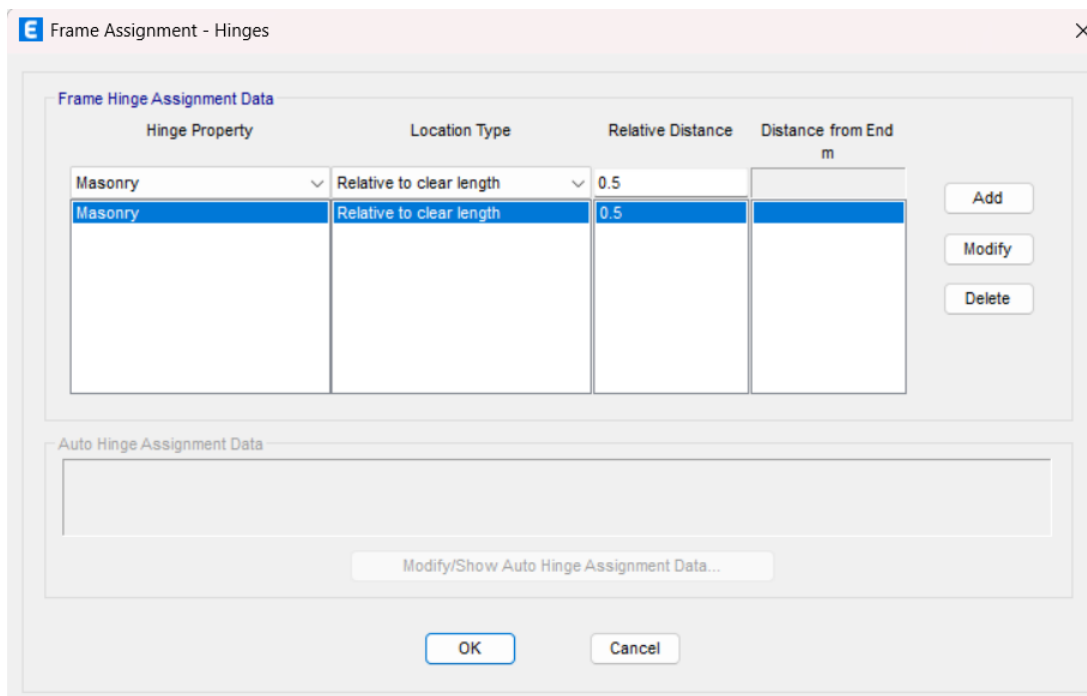 E Frame Assignment - Hinges
Frame Hinge Assignment Data
Hinge Property Location Type Relative Distance Distance from End
m
Masonry Relative to clear length 0.5
Masonry Relative to clear length 0.5
Add
Modify
Delete
Auto Hinge Assignment Data
Modify/Show Auto Hinge Assignment Data...
OK Cancel